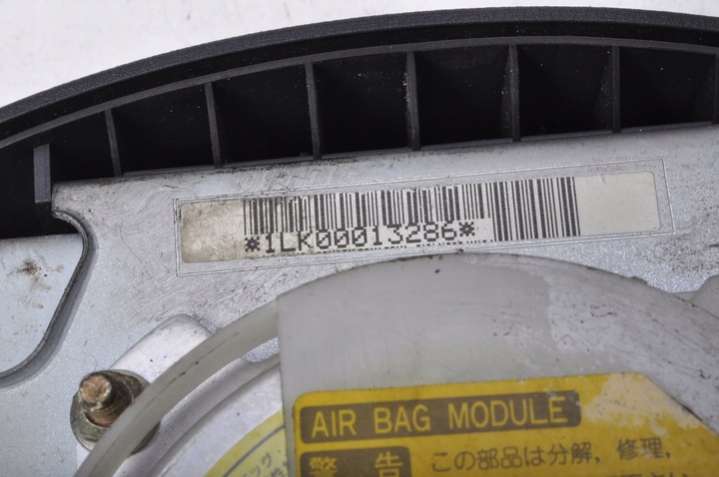 *1LK00013286*
AIR BAG MODULE
警 告 この部品は分解、修理、